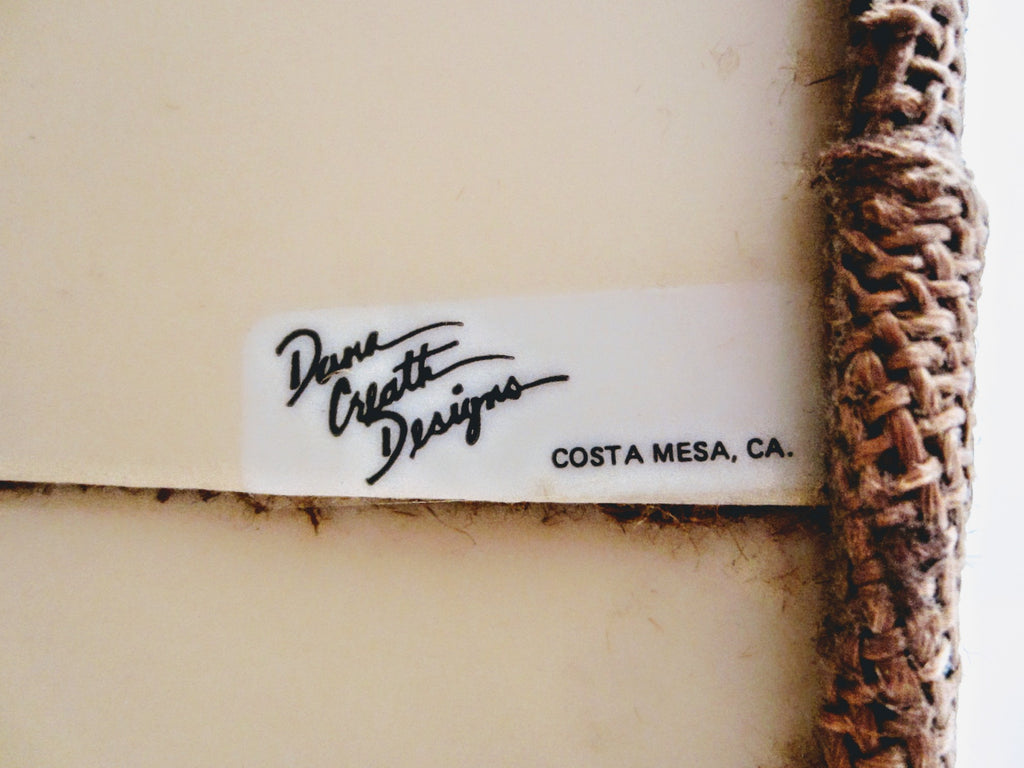 Dana
Creath
Designs
COSTA MESA, CA.